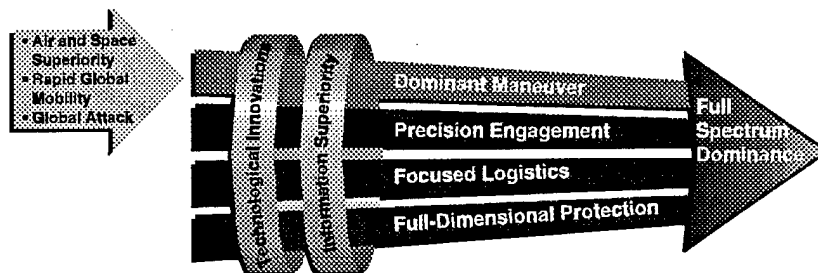 • Air and Space
Superiority
• Rapid Global
Mobility
• Global Attack
Technological Innovations
Information Superiority
Dominant Maneuver
Precision Engagement
Focused Logistics
Full-Dimensional Protection
Full
Spectrum
Dominance